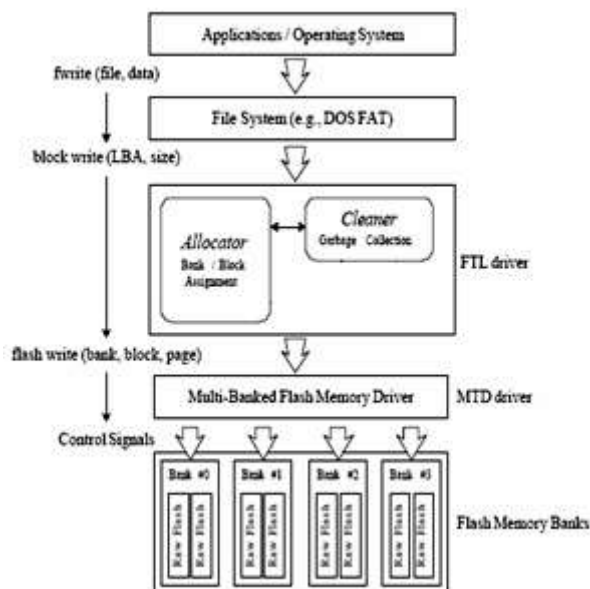 Applications / Operating System
fwrite (file, data)
File System (e.g., DOS FAT)
block write (LBA, size)
Allocator
Bank / Block
Assignment
Cleaner
Garbage Collection
FTL driver
flash write (bank, block, page)
Multi-Banked Flash Memory Driver
MTD driver
Control Signals
Bank #0
Bank #1
Bank #2
Bank #3
Raw Flash
Raw Flash
Raw Flash
Raw Flash
Raw Flash
Raw Flash
Raw Flash
Raw Flash
Flash Memory Banks